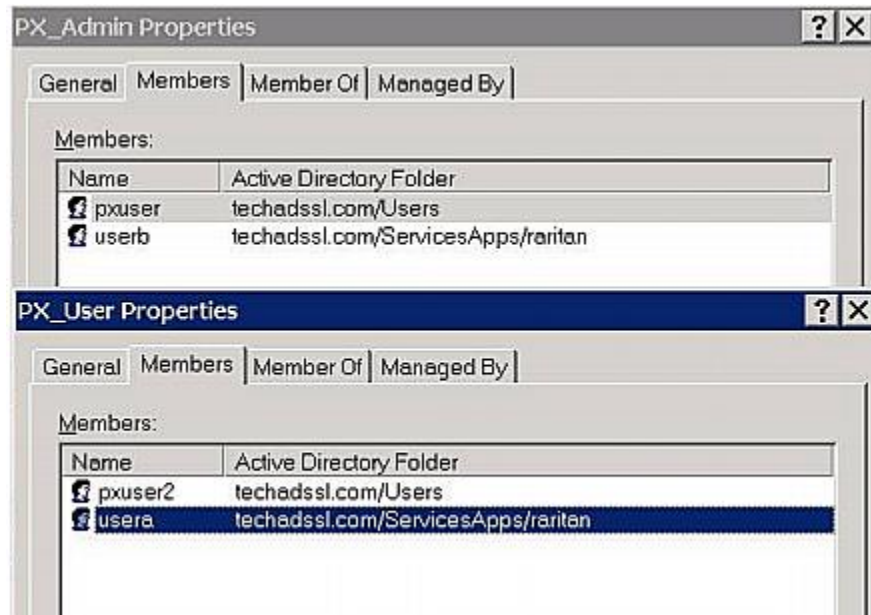 PX_Admin Properties ? X
General Members Member Of Managed By
Members:
Name Active Directory Folder
pxuser techadssl.com/Users
userb techadssl.com/ServicesApps/raritan
PX_User Properties ? X
General Members Member Of Managed By
Members:
Name Active Directory Folder
pxuser2 techadssl.com/Users
usera techadssl.com/ServicesApps/raritan